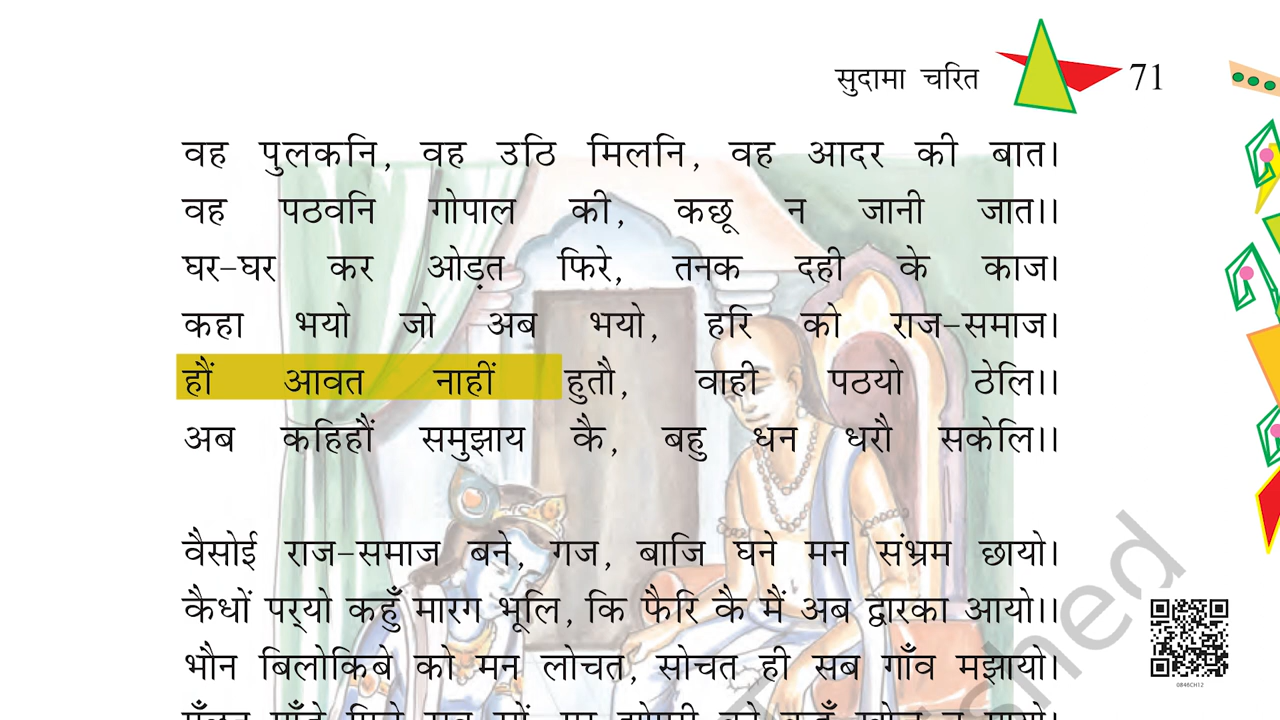 सुदामा चरित 71
वह पुलकनि, वह उठि मिलनि, वह आदर की बात।
वह पठवनि गोपाल की, कछू न जानी जात।।
घर-घर कर ओड़त फिरे, तनक दही के काज।
कहा भयो जो अब भयो, हरि को राज-समाज।
हौं आवत नाहीं हुतौ, वाही पठयो ठेलि।।
अब कहिहौं समुझाय कै, बहु धन धरौ सकेलि।।
वैसोई राज-समाज बने, गज, बाजि घने मन संभ्रम छायो।
कैधों पर्‌यो कहुँ मारग भूलि, कि फैरि कै मैं अब द्वारका आयो।।
भौन बिलोकिबे को मन लोचत, सोचत ही सब गाँव मझायो।
shed
0846CH12